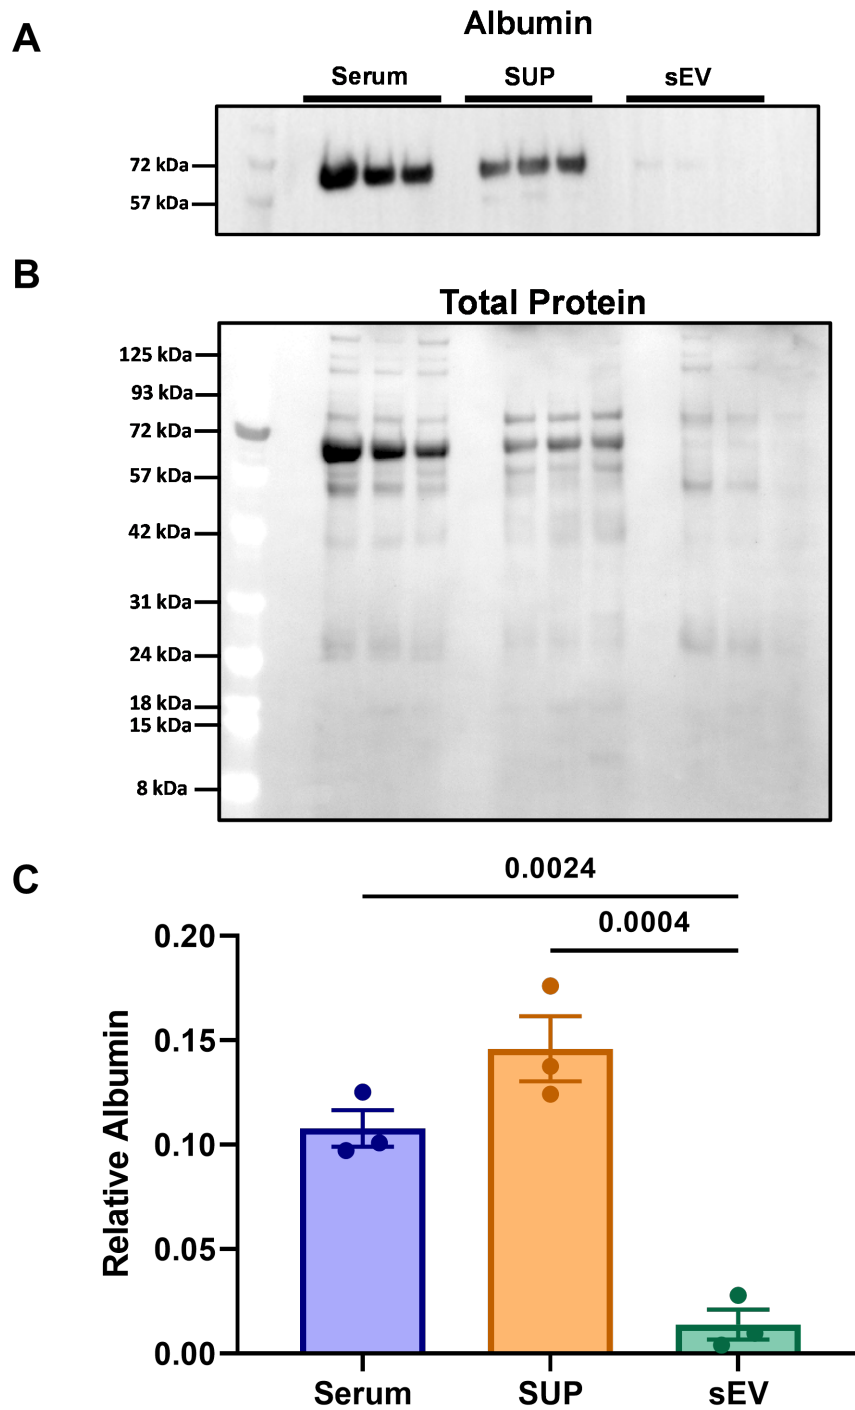 A
Albumin
Serum SUP sEV
72 kDa
57 kDa
B
Total Protein
125 kDa
93 kDa
72 kDa
57 kDa
42 kDa
31 kDa
24 kDa
18 kDa
15 kDa
8 kDa
C
0.0024
0.0004
0.20
0.15
0.10
0.05
0.00
Relative Albumin
Serum SUP sEV